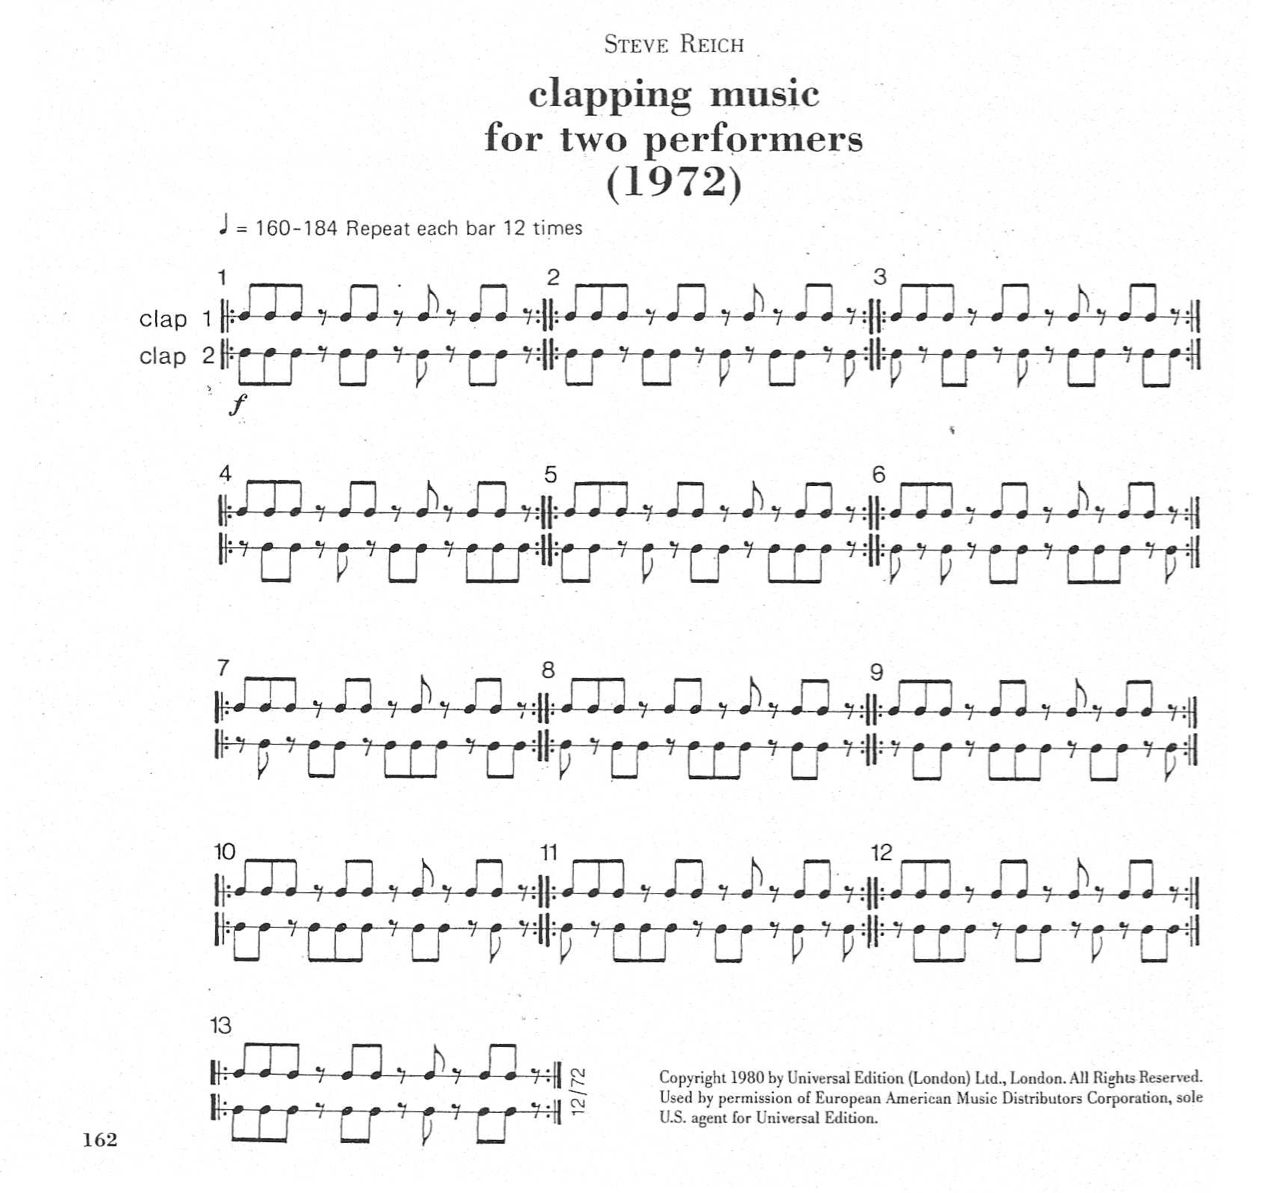 STEVE REICH
clapping music
for two performers
(1972)
♩ = 160-184 Repeat each bar 12 times
1 2 3
clap 1
clap 2
f
4 5 6
7 8 9
10 11 12
13
12/72
Copyright 1980 by Universal Edition (London) Ltd., London. All Rights Reserved.
Used by permission of European American Music Distributors Corporation, sole
U.S. agent for Universal Edition.
162